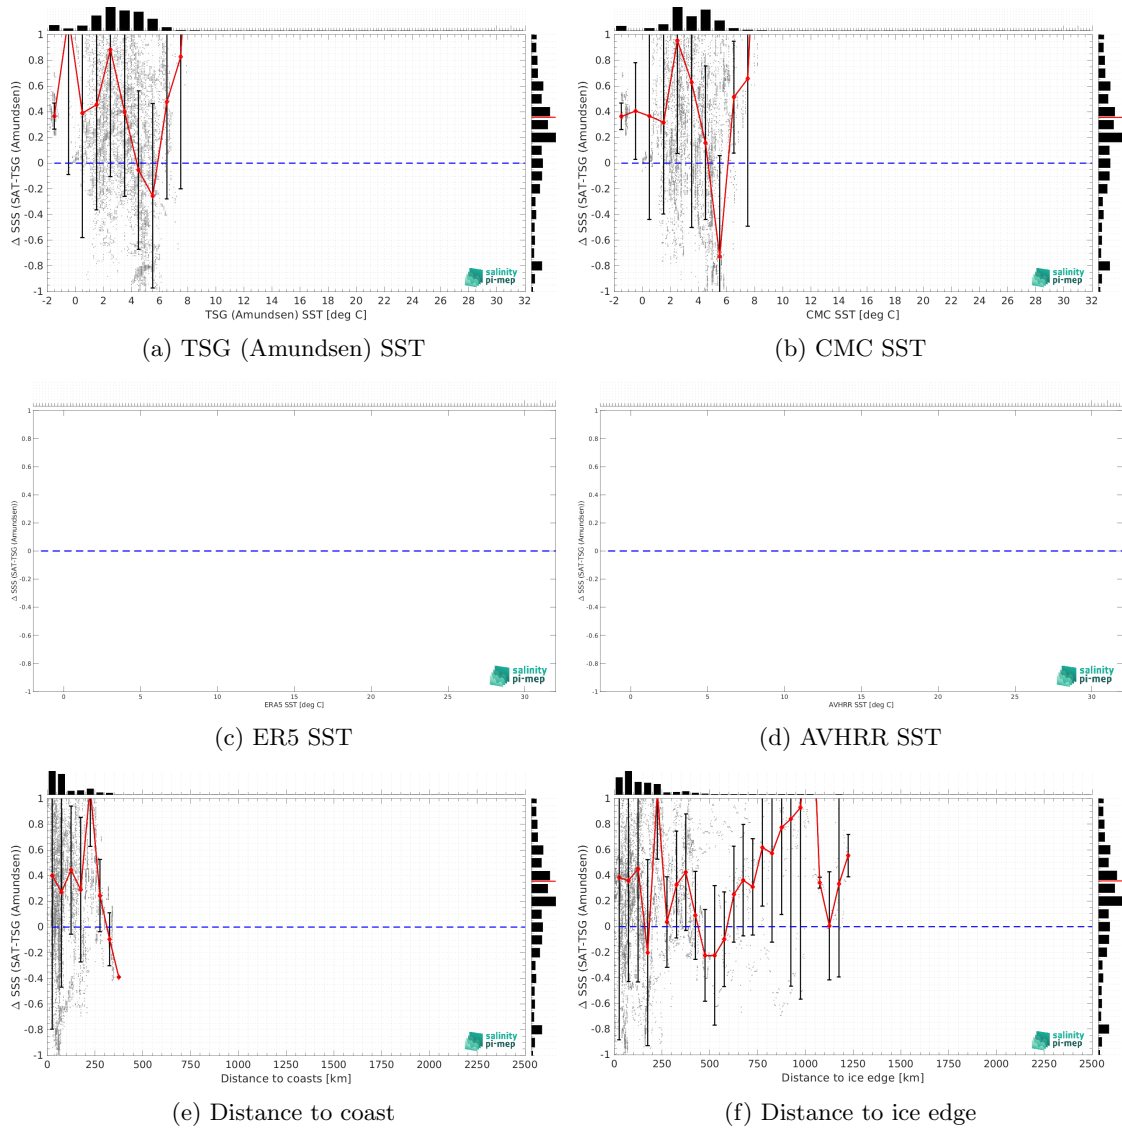 1
0.8
0.6
0.4
0.2
0
-0.2
-0.4
-0.6
-0.8
-1
Δ SSS (SAT-TSG (Amundsen))
-2 0 2 4 6 8 10 12 14 16 18 20 22 24 26 28 30 32
TSG (Amundsen) SST [deg C]
salinity
pi-mep
(a) TSG (Amundsen) SST
1
0.8
0.6
0.4
0.2
0
-0.2
-0.4
-0.6
-0.8
-1
Δ SSS (SAT-TSG (Amundsen))
-2 0 2 4 6 8 10 12 14 16 18 20 22 24 26 28 30 32
CMC SST [deg C]
salinity
pi-mep
(b) CMC SST
1
0.8
0.6
0.4
0.2
0
-0.2
-0.4
-0.6
-0.8
-1
Δ SSS (SAT-TSG (Amundsen))
0 5 10 15 20 25 30
ERA5 SST [deg C]
salinity
pi-mep
(c) ER5 SST
1
0.8
0.6
0.4
0.2
0
-0.2
-0.4
-0.6
-0.8
-1
Δ SSS (SAT-TSG (Amundsen))
0 5 10 15 20 25 30
AVHRR SST [deg C]
salinity
pi-mep
(d) AVHRR SST
1
0.8
0.6
0.4
0.2
0
-0.2
-0.4
-0.6
-0.8
-1
Δ SSS (SAT-TSG (Amundsen))
0 250 500 750 1000 1250 1500 1750 2000 2250 2500
Distance to coasts [km]
salinity
pi-mep
(e) Distance to coast
1
0.8
0.6
0.4
0.2
0
-0.2
-0.4
-0.6
-0.8
-1
Δ SSS (SAT-TSG (Amundsen))
0 250 500 750 1000 1250 1500 1750 2000 2250 2500
Distance to ice edge [km]
salinity
pi-mep
(f) Distance to ice edge